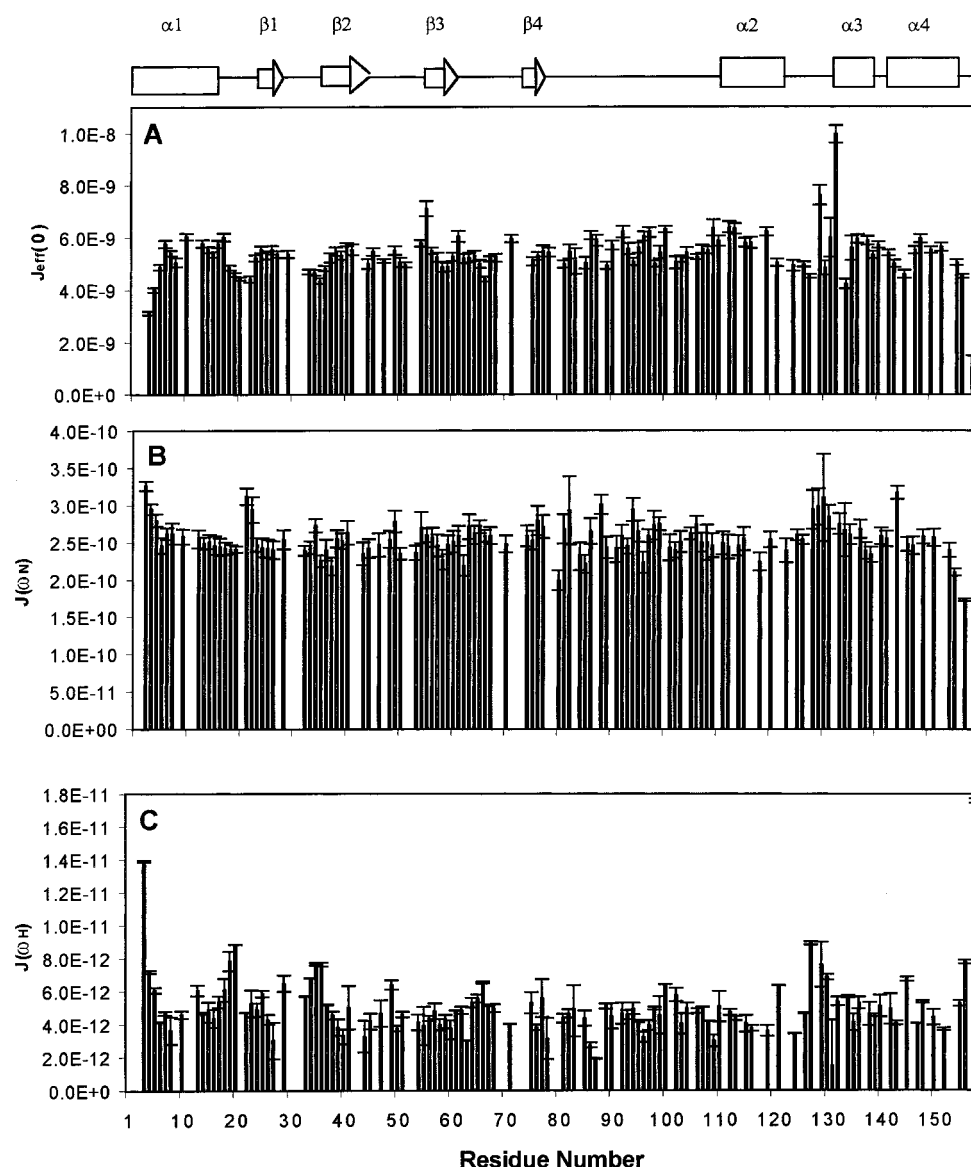 α1 β1 β2 β3 β4 α2 α3 α4
A
Jeff(0)
1.0E-8
8.0E-9
6.0E-9
4.0E-9
2.0E-9
0.0E+0
B
J(ωN)
4.0E-10
3.5E-10
3.0E-10
2.5E-10
2.0E-10
1.5E-10
1.0E-10
5.0E-11
0.0E+00
C
J(ωH)
1.8E-11
1.6E-11
1.4E-11
1.2E-11
1.0E-11
8.0E-12
6.0E-12
4.0E-12
2.0E-12
0.0E+0
1 10 20 30 40 50 60 70 80 90 100 110 120 130 140 150
Residue Number